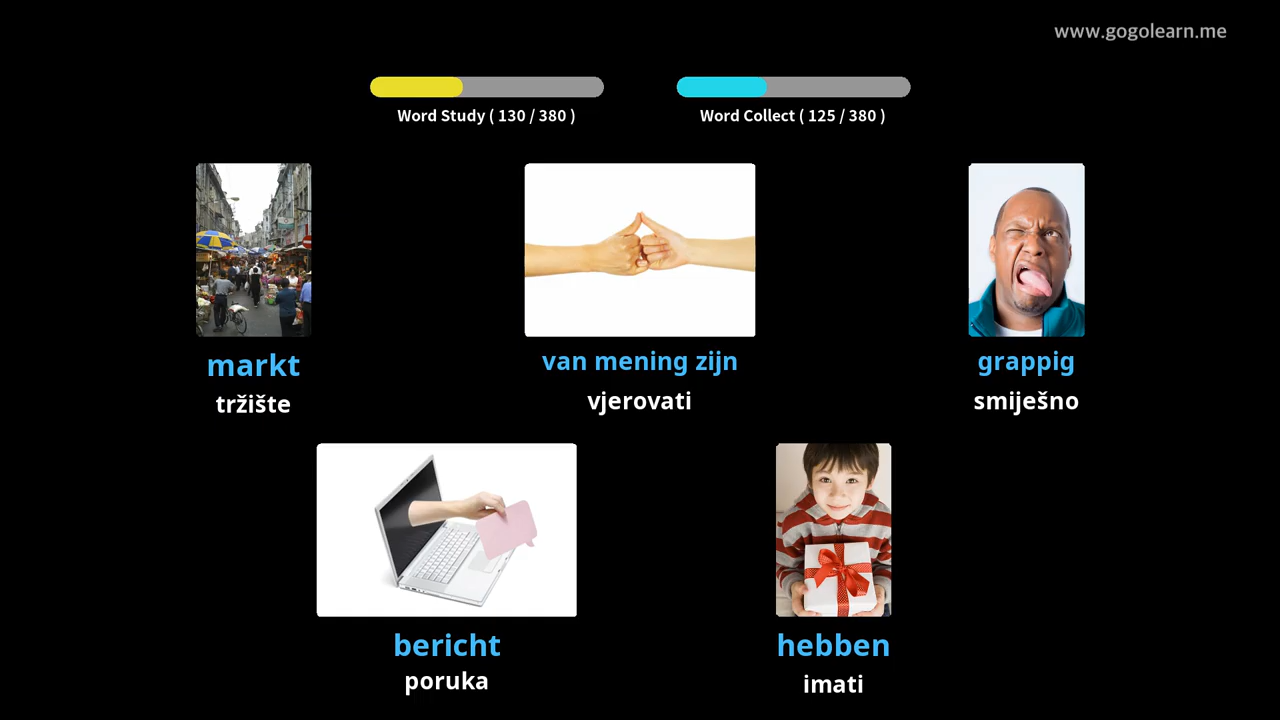 www.gogolearn.me
Word Study ( 130 / 380 )
Word Collect ( 125 / 380 )
markt
tržište
van mening zijn
vjerovati
grappig
smiješno
bericht
poruka
hebben
imati